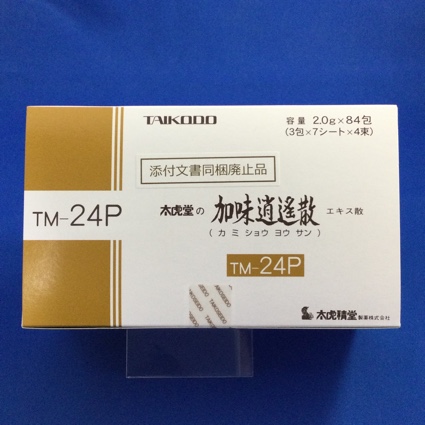 TAIKODO
容量 2.0g×84包
(3包×7シート×4束)
添付文書同梱廃止品
TM-24P
太虎堂の 加味逍遙散 エキス散
(カミショウヨウサン)
TM-24P
太虎精堂製薬株式会社